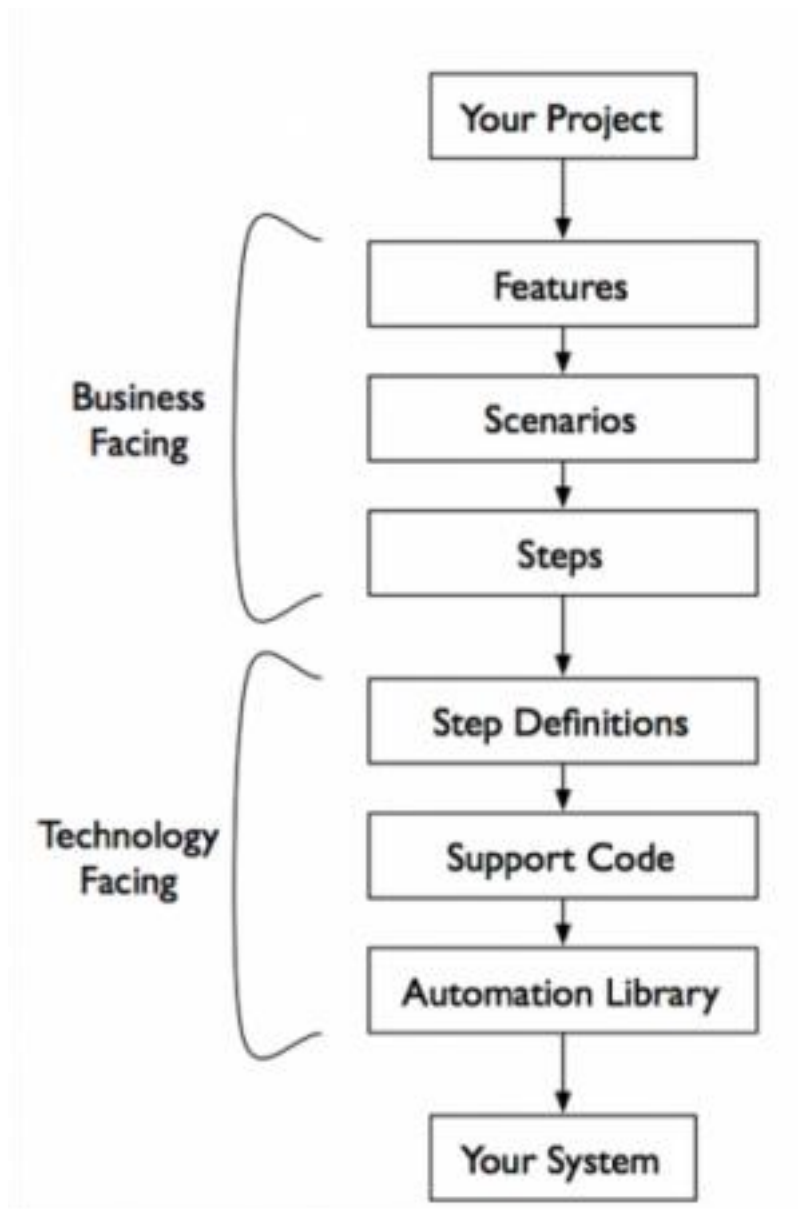 Your Project
Features
Scenarios
Business
Facing
Steps
Step Definitions
Support Code
Technology
Facing
Automation Library
Your System